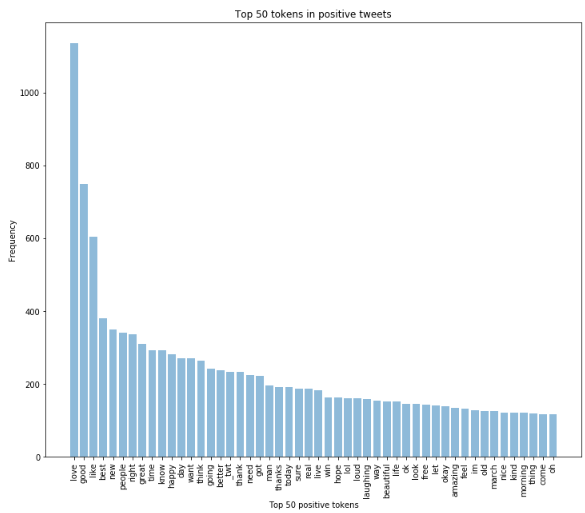 Top 50 tokens in positive tweets
Frequency
1000
800
600
400
200
0
love
good
like
best
new
people
right
great
time
know
happy
day
want
think
going
better
_twt
thank
need
got
man
thanks
today
sure
real
live
win
hope
lol
loud
laughing
way
beautiful
life
ok
look
free
let
okay
amazing
feel
im
old
march
nice
kind
morning
thing
come
oh
Top 50 positive tokens